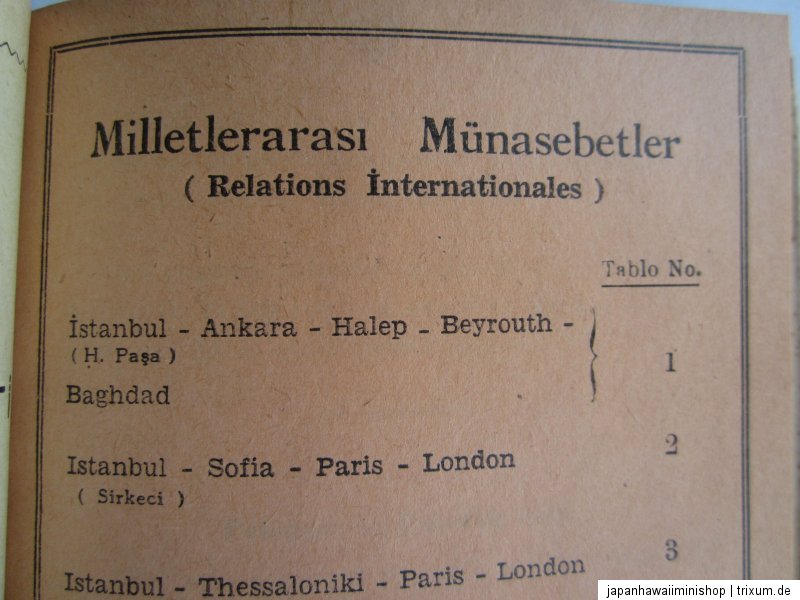 Milletlerarası Münasebetler
( Relations İnternationales )
Tablo No.
İstanbul - Ankara - Halep - Beyrouth -
( H. Paşa )
1
Baghdad
2
Istanbul - Sofia - Paris - London
( Sirkeci )
3
Istanbul - Thessaloniki - Paris - London
japanhawaiiminishop | trixum.de